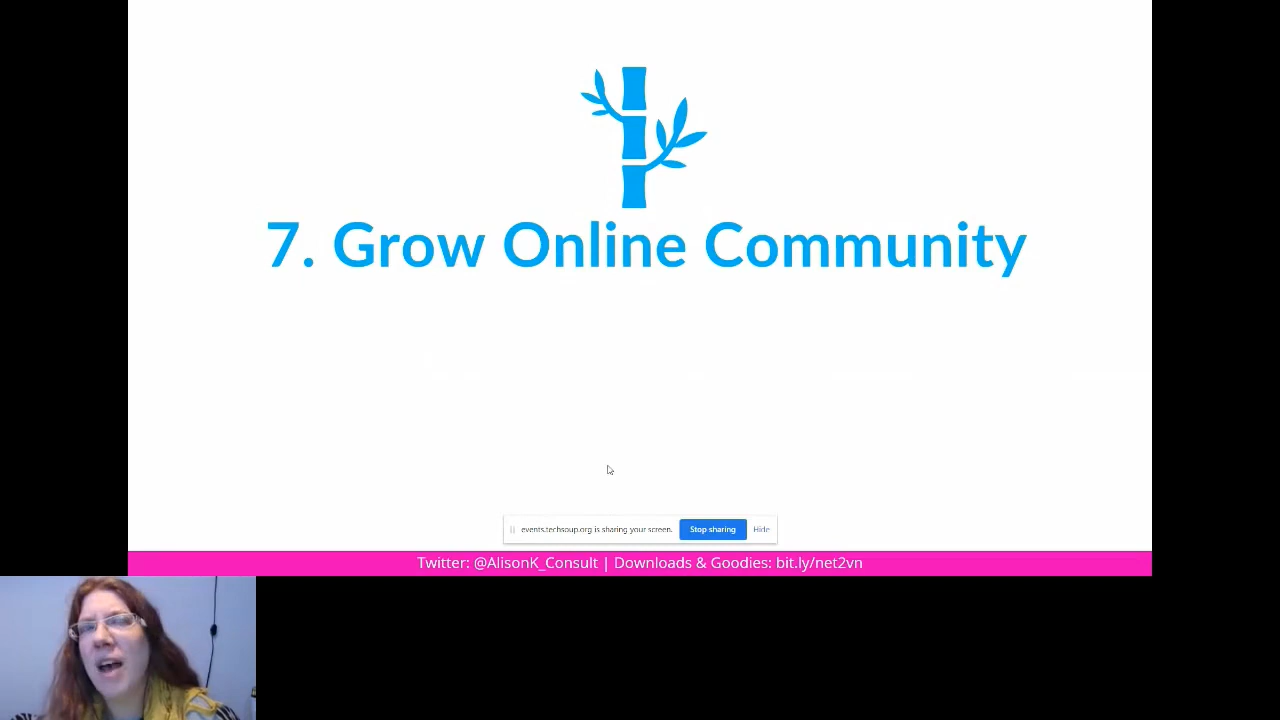 7. Grow Online Community
events.techsoup.org is sharing your screen.
Stop sharing
Hide
Twitter: @AlisonK_Consult | Downloads & Goodies: bit.ly/net2vn